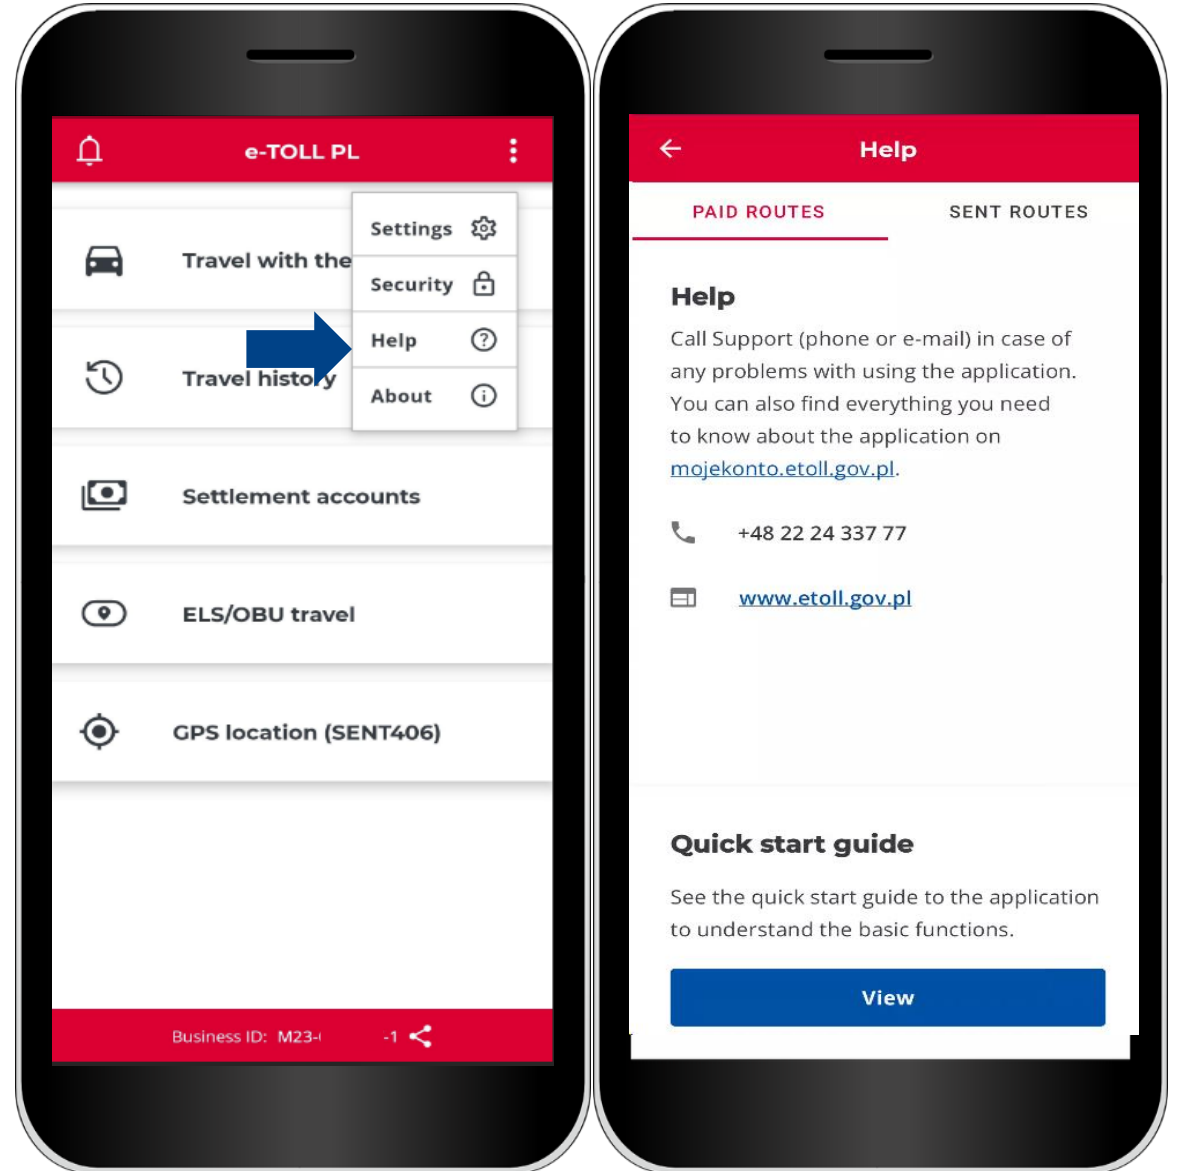 e-TOLL PL
Settings
Travel with the
Security
Help
Travel history
About
Settlement accounts
ELS/OBU travel
GPS location (SENT406)
Business ID: M23- -1
Help
PAID ROUTES
SENT ROUTES
Help
Call Support (phone or e-mail) in case of
any problems with using the application.
You can also find everything you need
to know about the application on
mojekonto.etoll.gov.pl.
+48 22 24 337 77
www.etoll.gov.pl
Quick start guide
See the quick start guide to the application
to understand the basic functions.
View